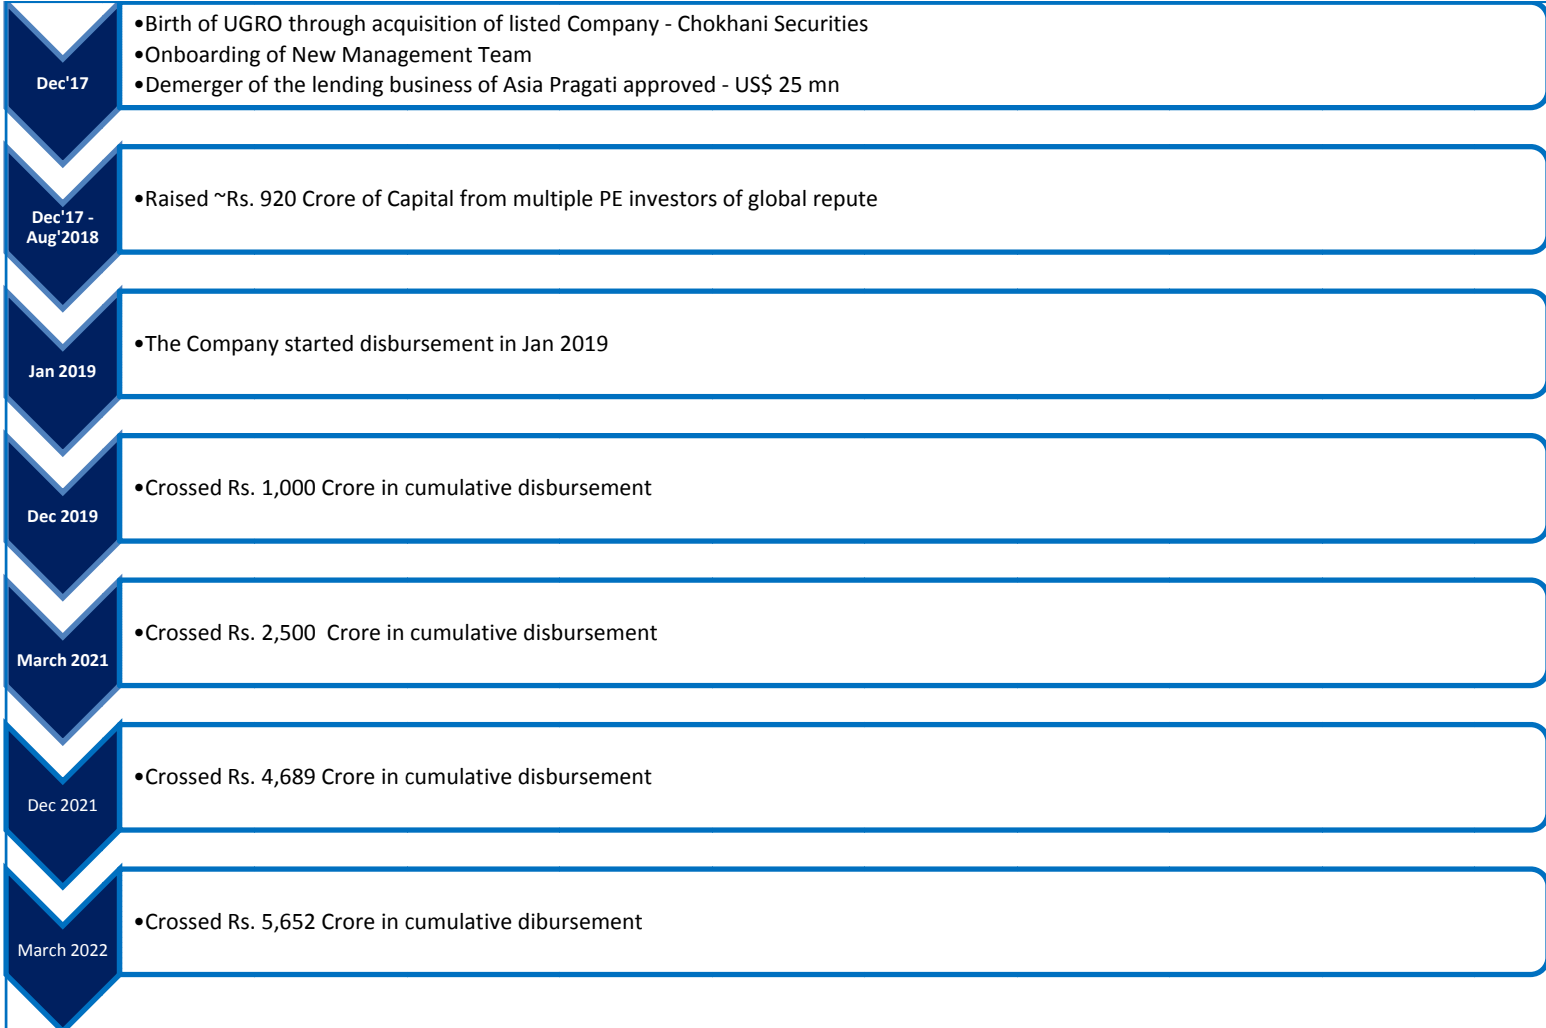 Dec'17
•Birth of UGRO through acquisition of listed Company - Chokhani Securities
•Onboarding of New Management Team
•Demerger of the lending business of Asia Pragati approved - US$ 25 mn
Dec'17 -
Aug'2018
•Raised ~Rs. 920 Crore of Capital from multiple PE investors of global repute
Jan 2019
•The Company started disbursement in Jan 2019
Dec 2019
•Crossed Rs. 1,000 Crore in cumulative disbursement
March 2021
•Crossed Rs. 2,500  Crore in cumulative disbursement
Dec 2021
•Crossed Rs. 4,689 Crore in cumulative disbursement
March 2022
•Crossed Rs. 5,652 Crore in cumulative dibursement